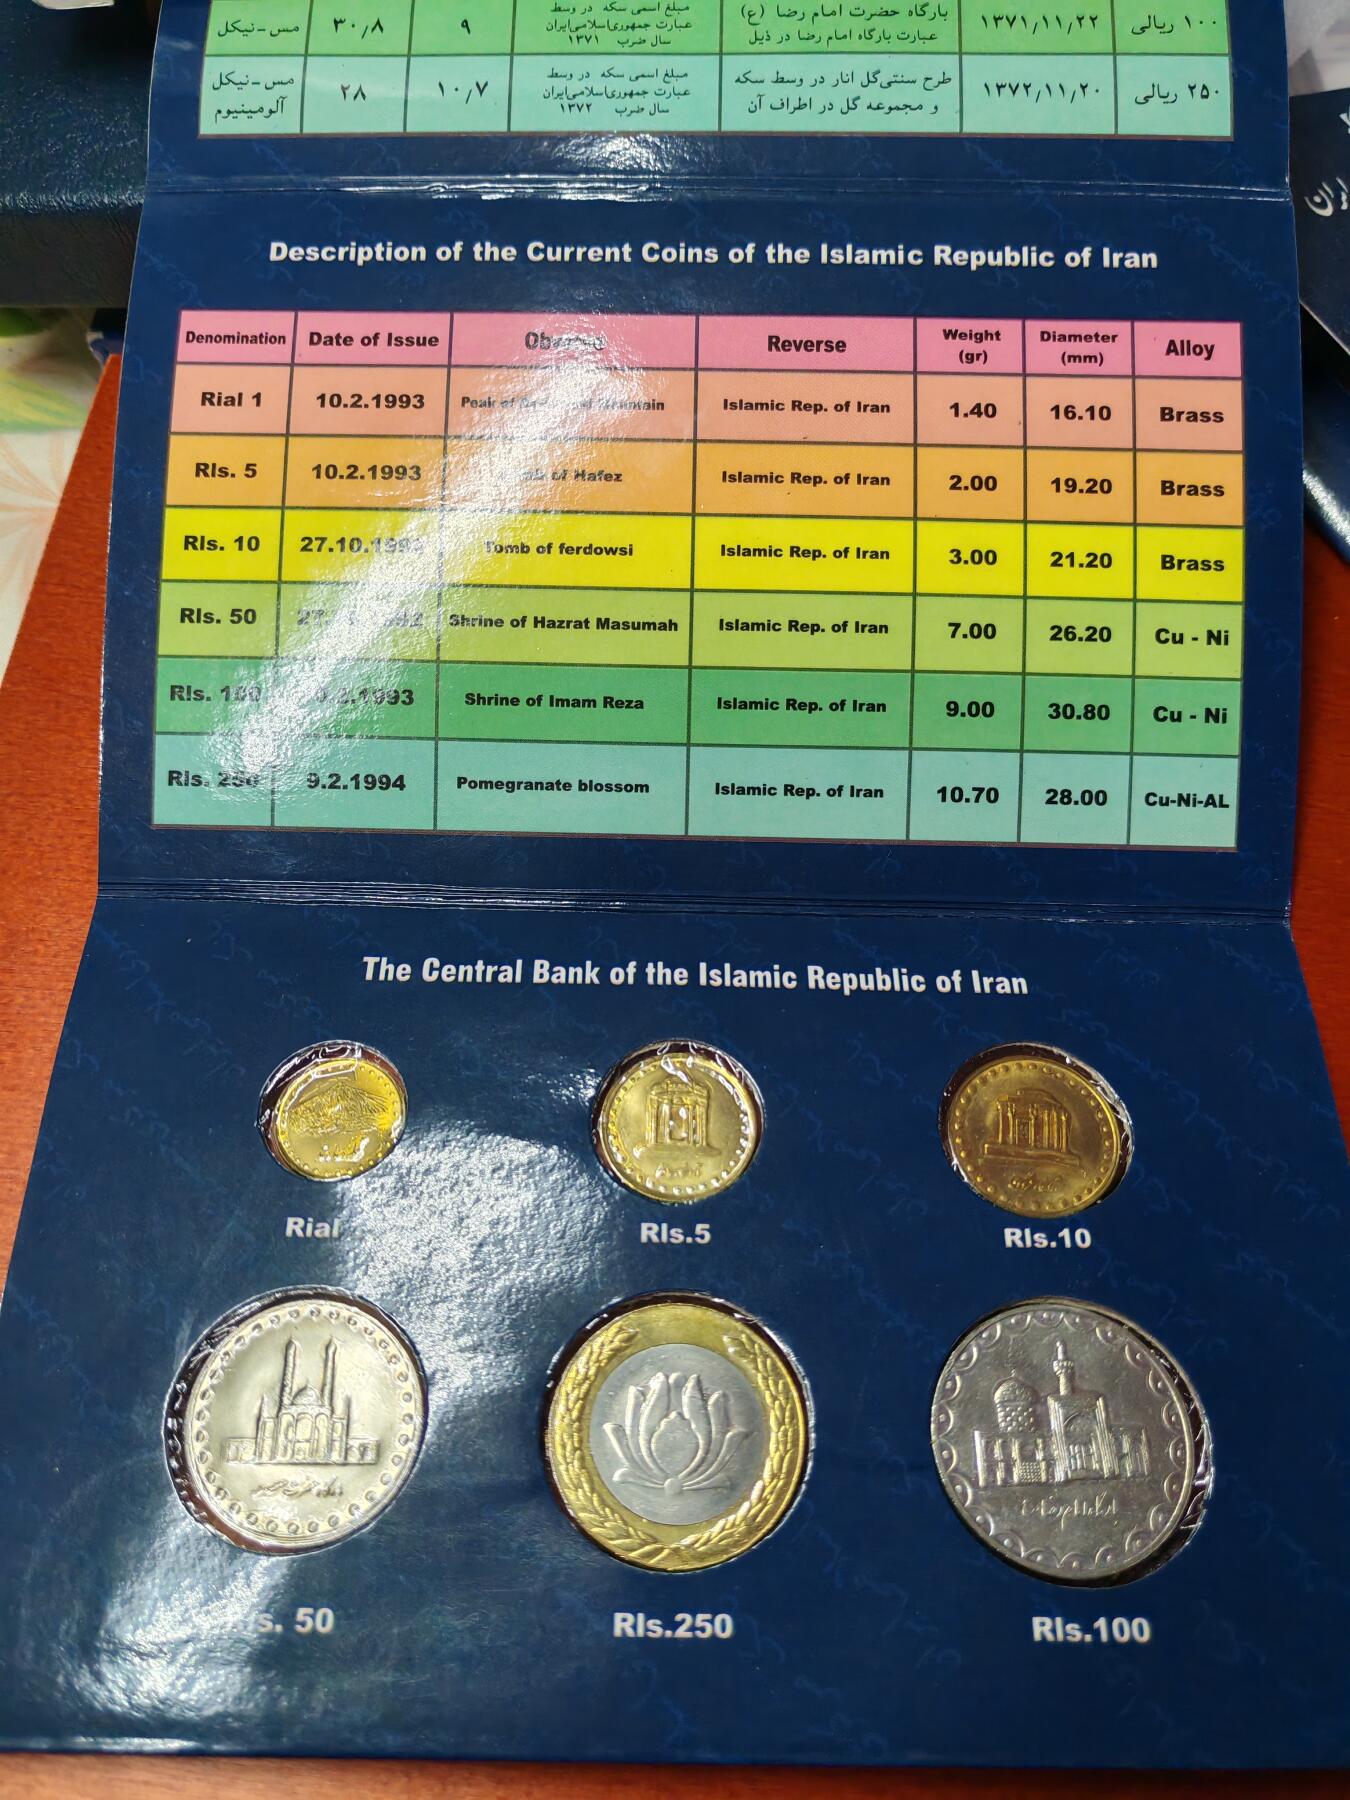 ۱۰۰ ریالی ۱۳۷۱/۱۱/۲۲ بارگاه حضرت امام رضا (ع) مبلغ اسمی سکه در وسط ۹ ۳۰/۸ مس-نیکل
عبارت بارگاه امام رضا در ذیل عبارت جمهوری‌اسلامی‌ایران
سال ضرب ۱۳۷۱
۲۵۰ ریالی ۱۳۷۲/۱۱/۲۰ طرح سنتی‌گل انار در وسط سکه مبلغ اسمی سکه در وسط ۱۰/۷ ۲۸ مس-نیکل
و مجموعه گل در اطراف آن عبارت جمهوری‌اسلامی‌ایران آلومینیوم
سال ضرب ۱۳۷۲
Description of the Current Coins of the Islamic Republic of Iran
Denomination Date of Issue Reverse Weight (gr) Diameter (mm) Alloy
Rial 1 10.2.1993 Peak of Mountain Islamic Rep. of Iran 1.40 16.10 Brass
Rls. 5 10.2.1993 of Hafez Islamic Rep. of Iran 2.00 19.20 Brass
Rls. 10 27.10. Tomb of ferdowsi Islamic Rep. of Iran 3.00 21.20 Brass
Rls. 50 Shrine of Hazrat Masumah Islamic Rep. of Iran 7.00 26.20 Cu - Ni
Rls. 100 Shrine of Imam Reza Islamic Rep. of Iran 9.00 30.80 Cu - Ni
Rls. 250 9.2.1994 Pomegranate blossom Islamic Rep. of Iran 10.70 28.00 Cu-Ni-AL
The Central Bank of the Islamic Republic of Iran
Rial
Rls.5
Rls.10
50
Rls.250
Rls.100